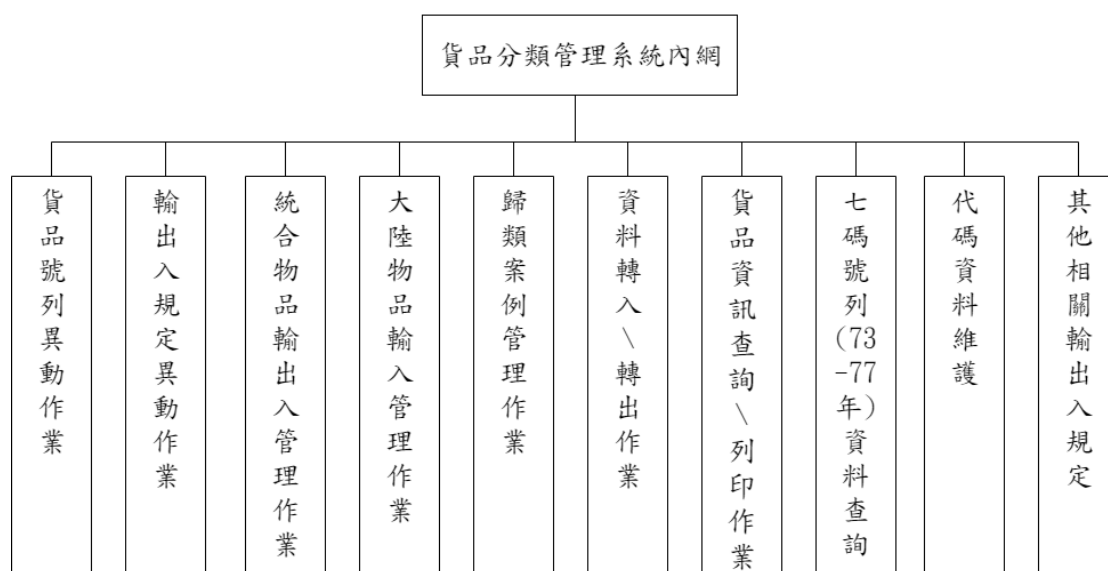 貨品分類管理系統內網
貨品號列異動作業
輸出入規定異動作業
統合物品輸出入管理作業
大陸物品輸入管理作業
歸類案例管理作業
資料轉入\轉出作業
貨品資訊查詢\列印作業
七碼號列(73-77年)資料查詢
代碼資料維護
其他相關輸出入規定